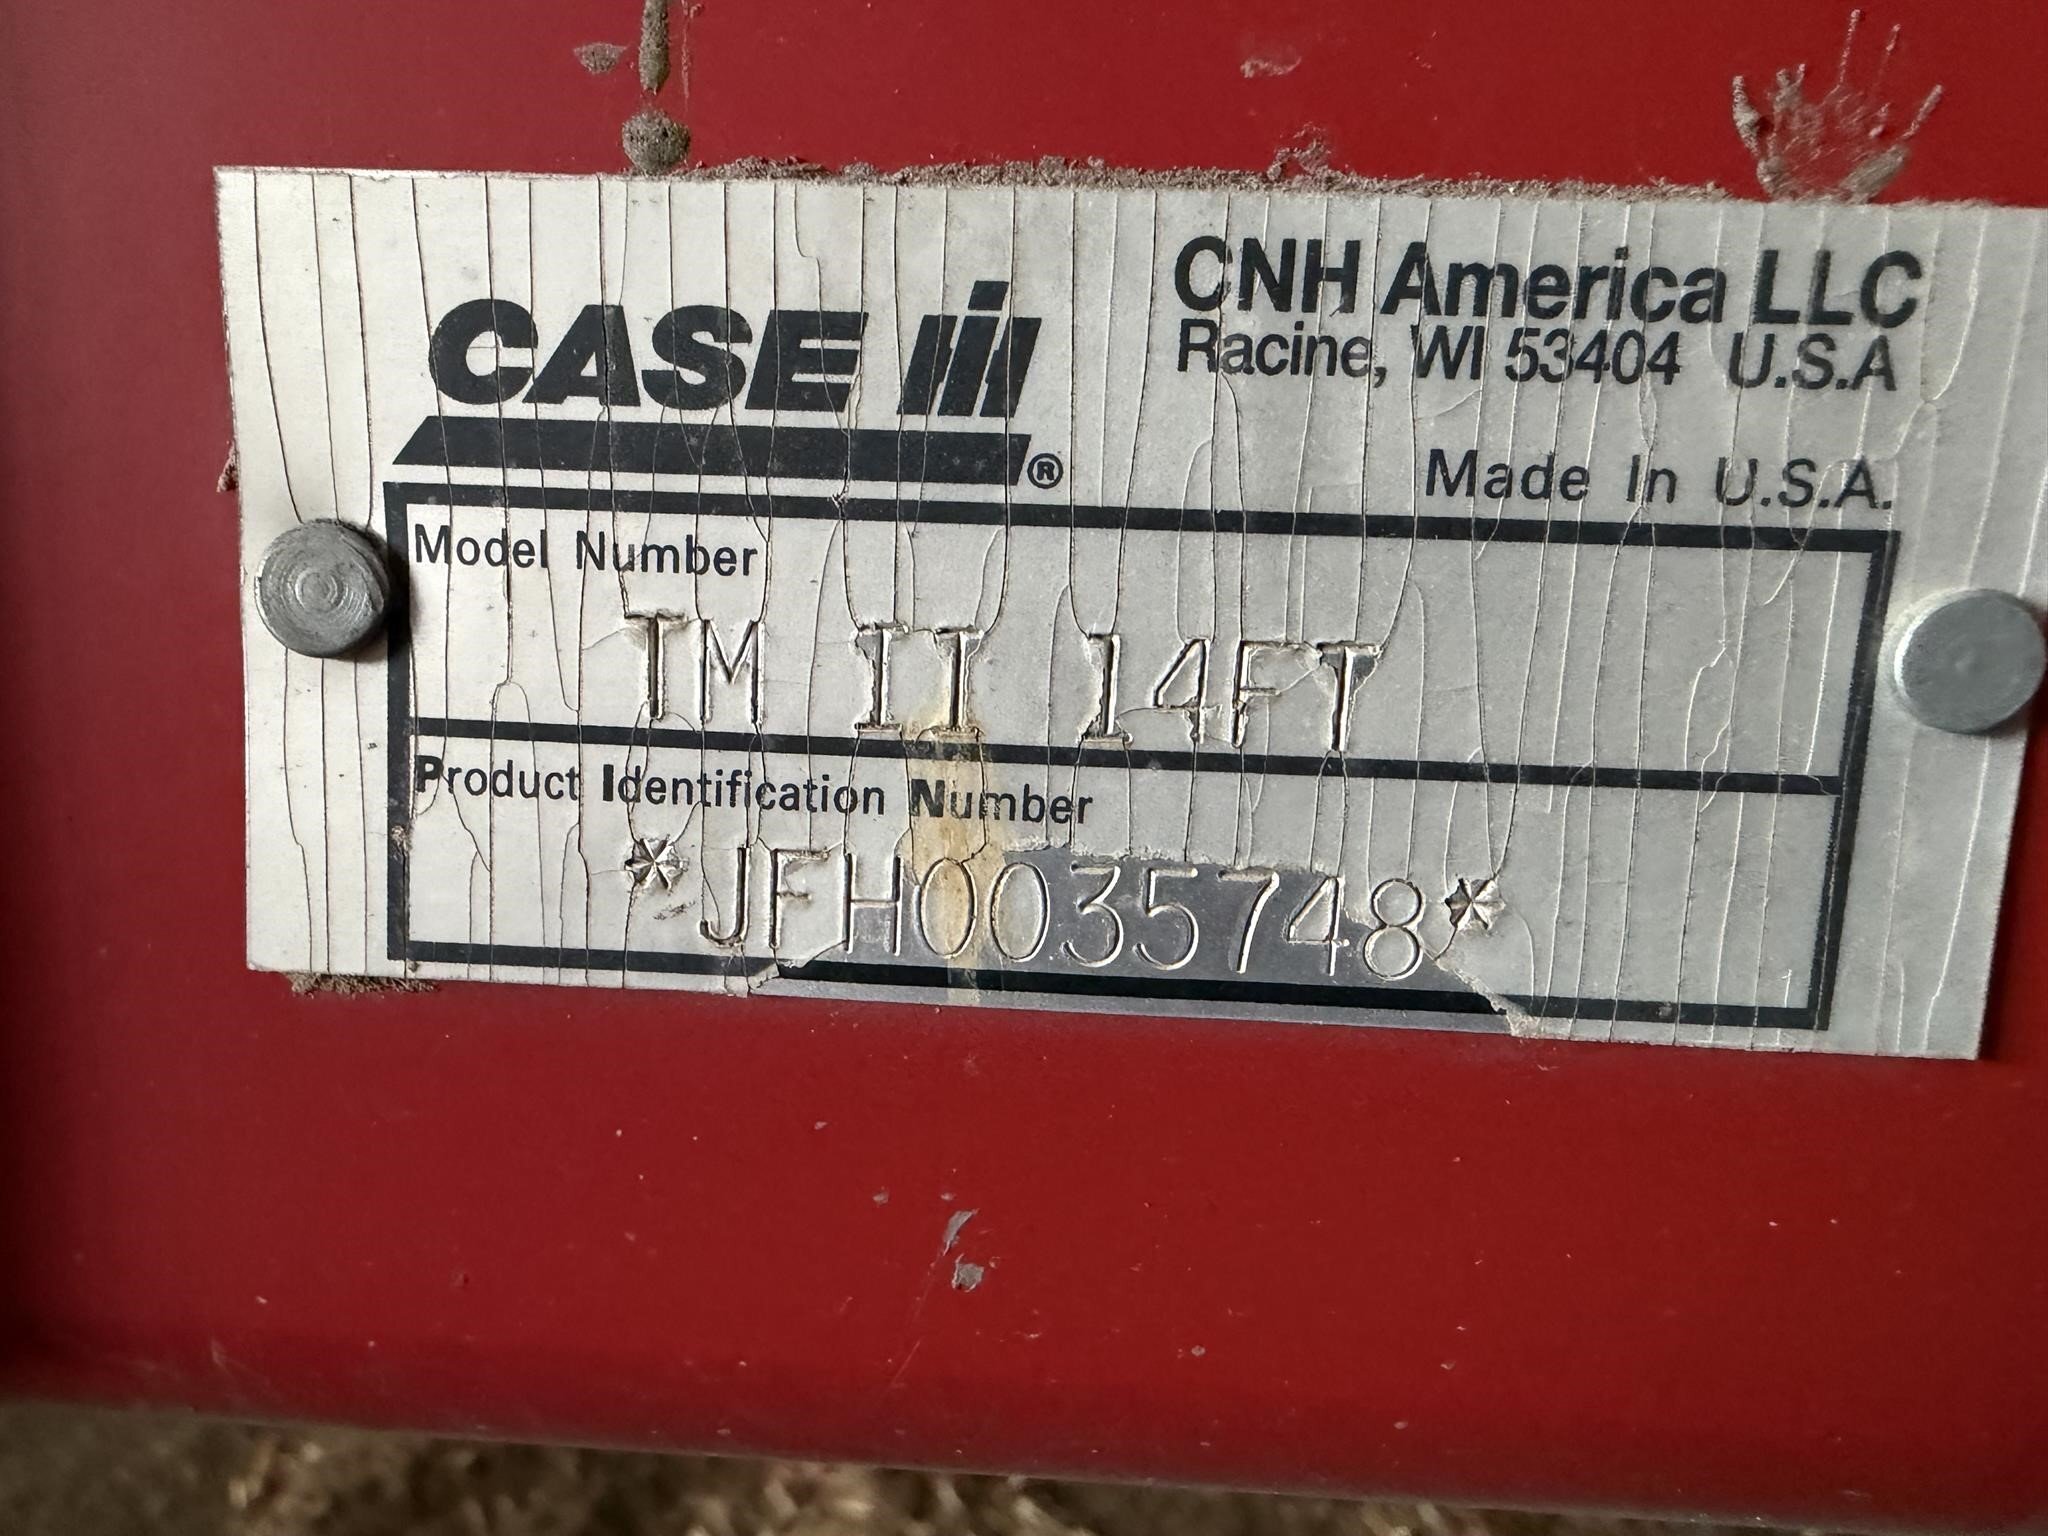 CASE IH ®
CNH America LLC
Racine, WI 53404 U.S.A
Made In U.S.A.
Model Number
TM II 14FT
Product Identification Number
*JFH0035748*